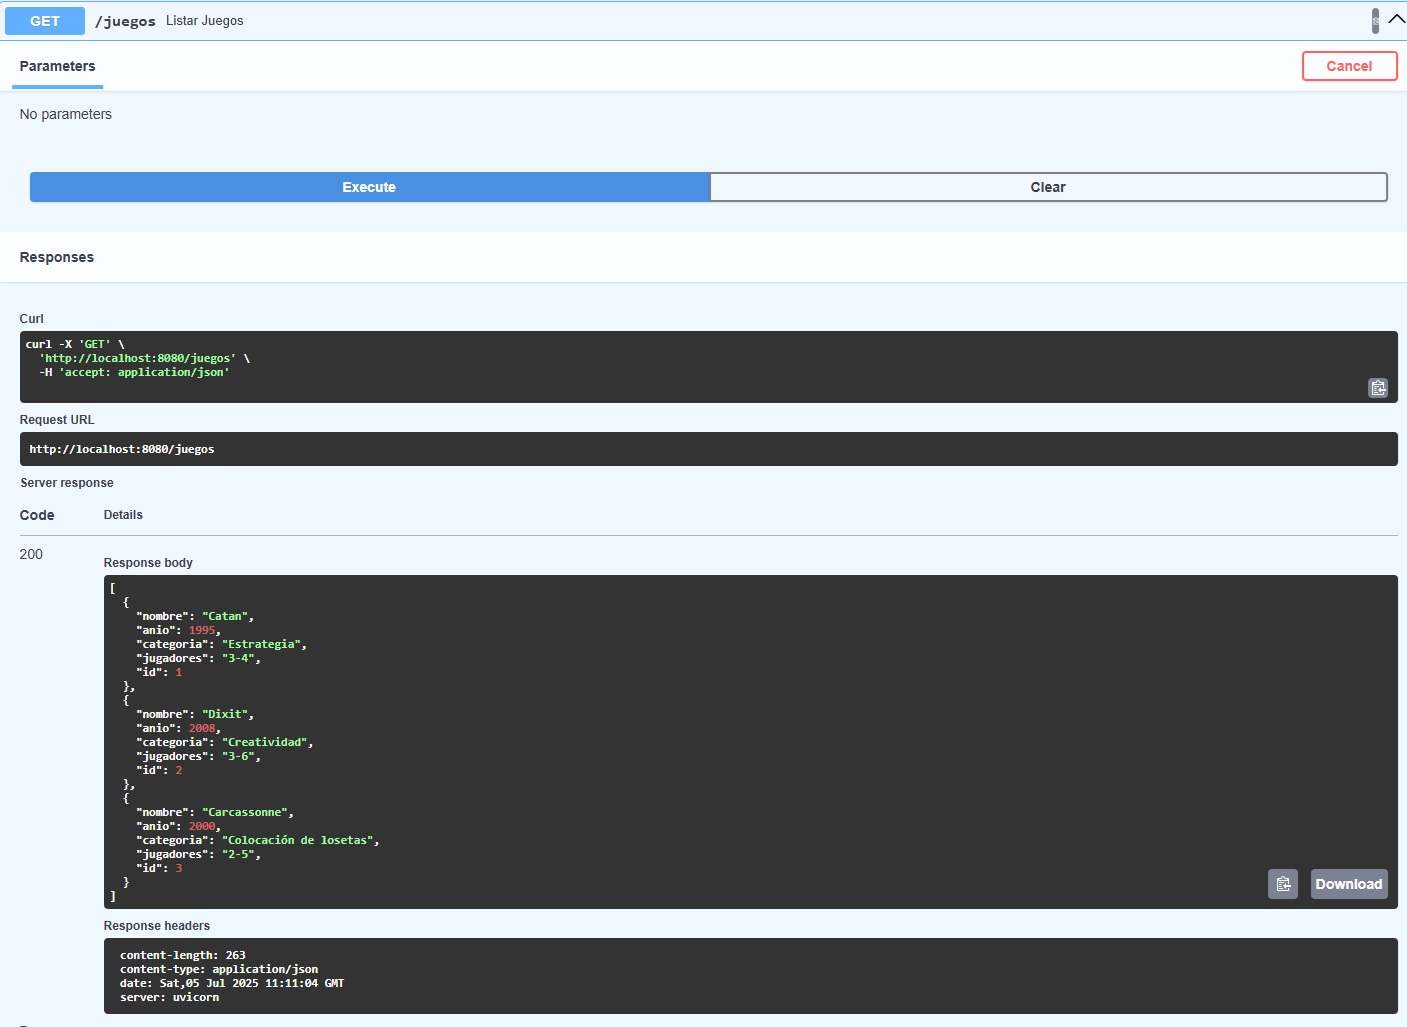 GET /juegos Listar Juegos
Parameters
Cancel
No parameters
Execute
Clear
Responses
Curl
curl -X 'GET' \
  'http://localhost:8080/juegos' \
  -H 'accept: application/json'
Request URL
http://localhost:8080/juegos
Server response
Code Details
200
Response body
[
  {
    "nombre": "Catan",
    "anio": 1995,
    "categoria": "Estrategia",
    "jugadores": "3-4",
    "id": 1
  },
  {
    "nombre": "Dixit",
    "anio": 2008,
    "categoria": "Creatividad",
    "jugadores": "3-6",
    "id": 2
  },
  {
    "nombre": "Carcassonne",
    "anio": 2000,
    "categoria": "Colocación de losetas",
    "jugadores": "2-5",
    "id": 3
  }
]
Download
Response headers
content-length: 263
content-type: application/json
date: Sat,05 Jul 2025 11:11:04 GMT
server: uvicorn